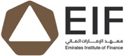 EIF
معهد الإمارات المالي
Emirates Institute of Finance